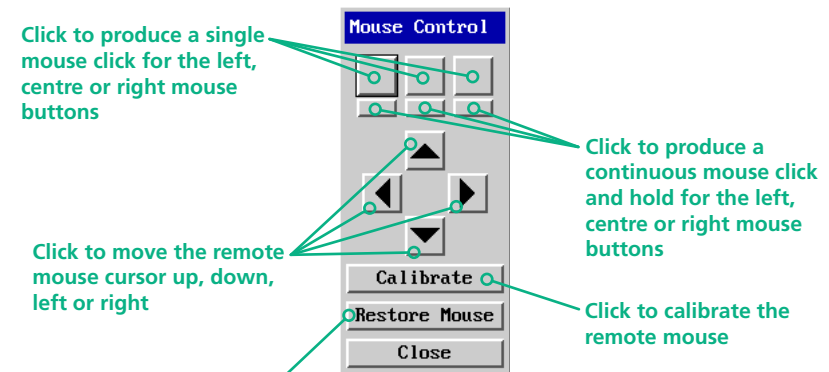 Mouse Control
Click to produce a single
mouse click for the left,
centre or right mouse
buttons
Click to produce a
continuous mouse click
and hold for the left,
centre or right mouse
buttons
Click to move the remote
mouse cursor up, down,
left or right
Calibrate
Click to calibrate the
remote mouse
Restore Mouse
Close